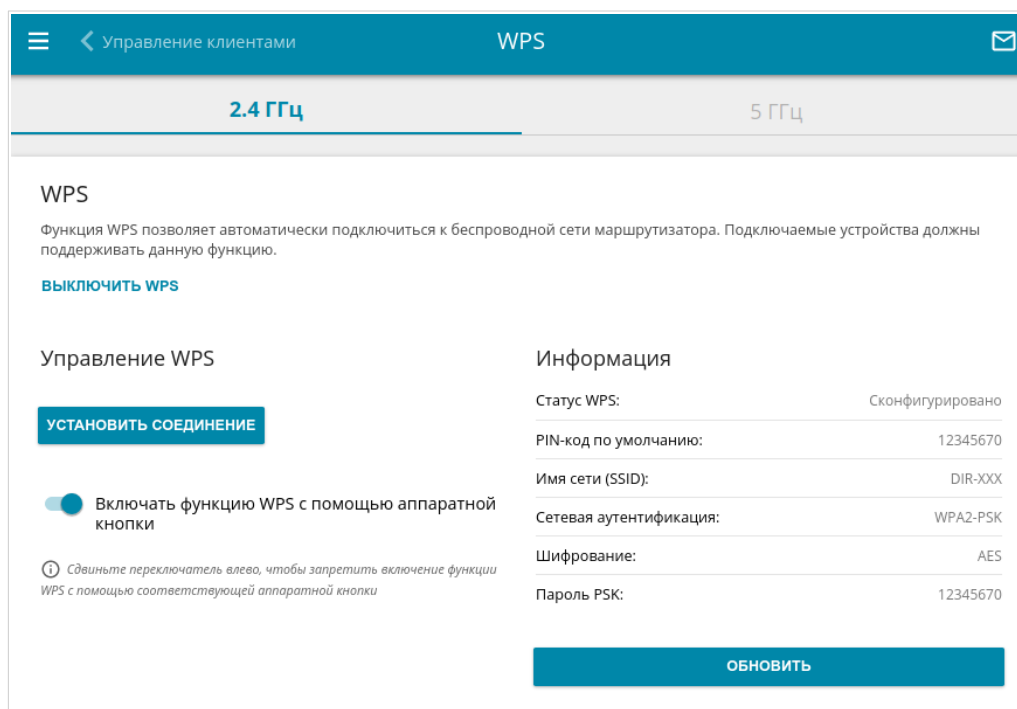 Управление клиентами
WPS
2.4 ГГц
5 ГГц
WPS
Функция WPS позволяет автоматически подключиться к беспроводной сети маршрутизатора. Подключаемые устройства должны
поддерживать данную функцию.
ВЫКЛЮЧИТЬ WPS
Управление WPS
УСТАНОВИТЬ СОЕДИНЕНИЕ
Включать функцию WPS с помощью аппаратной
кнопки
Сдвиньте переключатель влево, чтобы запретить включение функции
WPS с помощью соответствующей аппаратной кнопки
Информация
Статус WPS: Сконфигурировано
PIN-код по умолчанию: 12345670
Имя сети (SSID): DIR-XXX
Сетевая аутентификация: WPA2-PSK
Шифрование: AES
Пароль PSK: 12345670
ОБНОВИТЬ